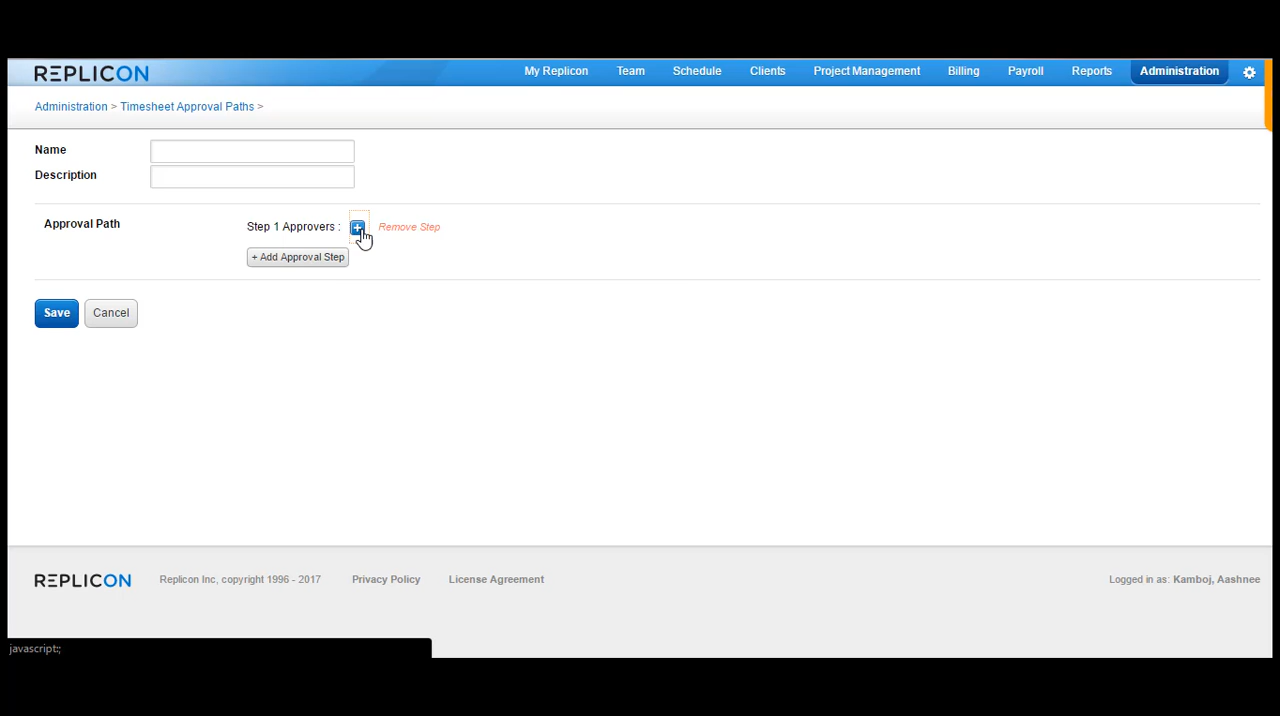 REPLICON
My Replicon Team Schedule Clients Project Management Billing Payroll Reports Administration
Administration > Timesheet Approval Paths >
Name
Description
Approval Path
Step 1 Approvers : Remove Step
+ Add Approval Step
Save Cancel
REPLICON Replicon Inc, copyright 1996 - 2017 Privacy Policy License Agreement Logged in as: Kamboj, Aashnee
javascript:;